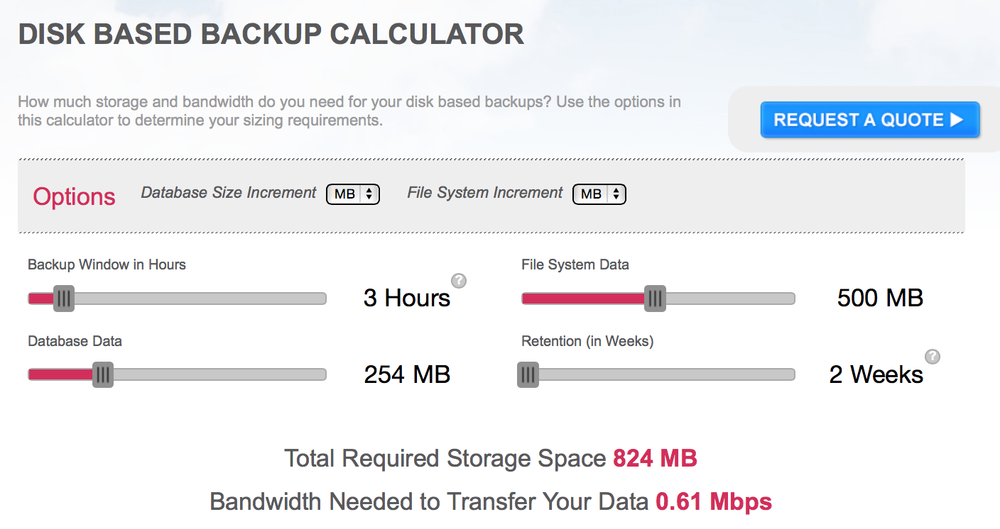 DISK BASED BACKUP CALCULATOR
How much storage and bandwidth do you need for your disk based backups? Use the options in
this calculator to determine your sizing requirements.
REQUEST A QUOTE ▶
Options
Database Size Increment MB
File System Increment MB
Backup Window in Hours
3 Hours ?
File System Data
500 MB
Database Data
254 MB
Retention (in Weeks)
2 Weeks ?
Total Required Storage Space 824 MB
Bandwidth Needed to Transfer Your Data 0.61 Mbps